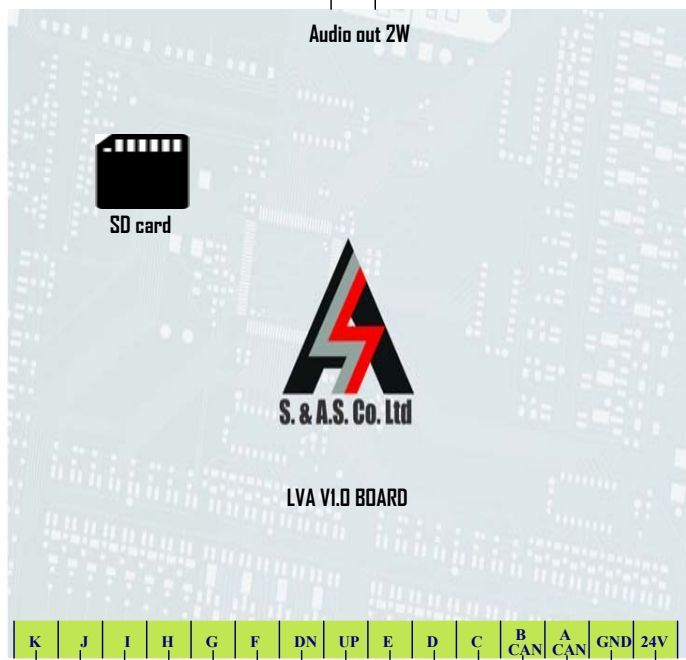 Audio out 2W
SD card
S. & A.S. Co. Ltd
LVA V1.0 BOARD
K J I H G F DN UP E D C B CAN A CAN GND 24V